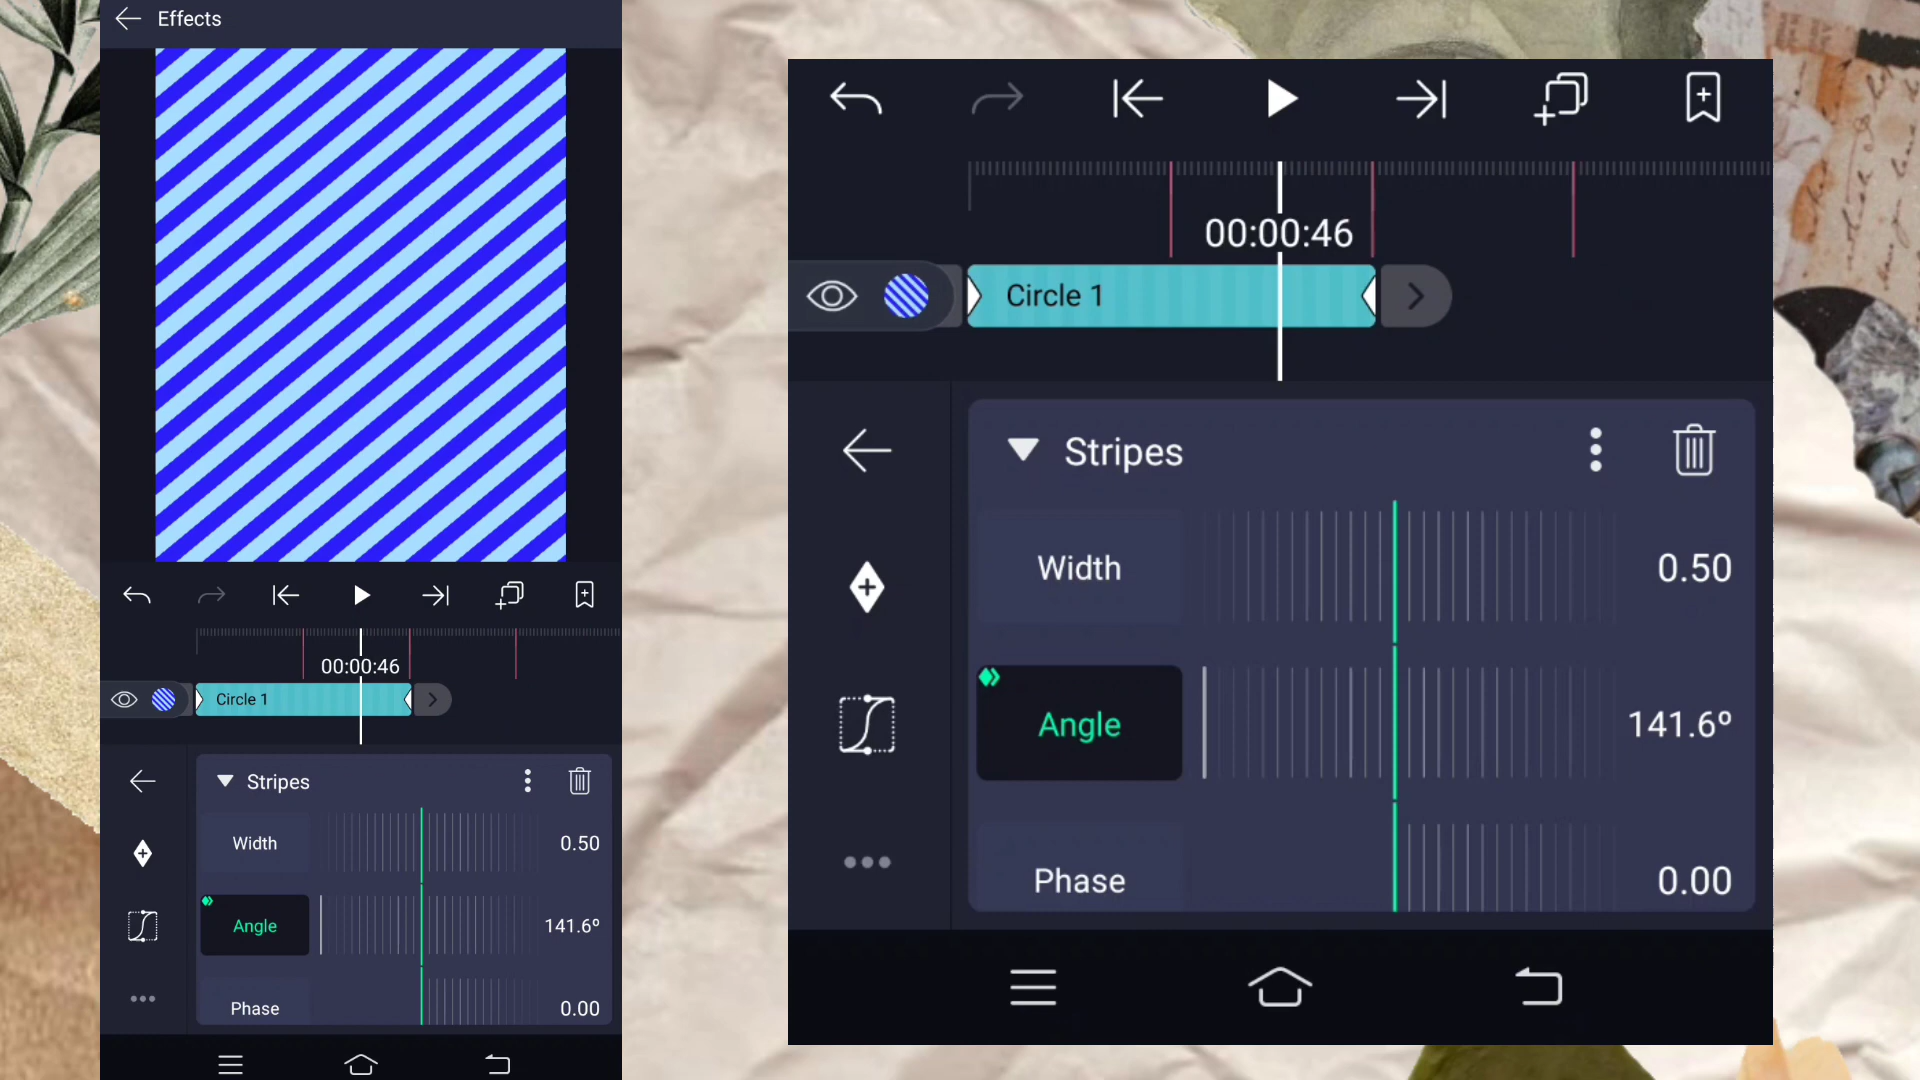 Effects
00:00:46
Circle 1
Stripes
Width 0.50
Angle 141.6º
Phase 0.00
00:00:46
Circle 1
Stripes
Width 0.50
Angle 141.6º
Phase 0.00